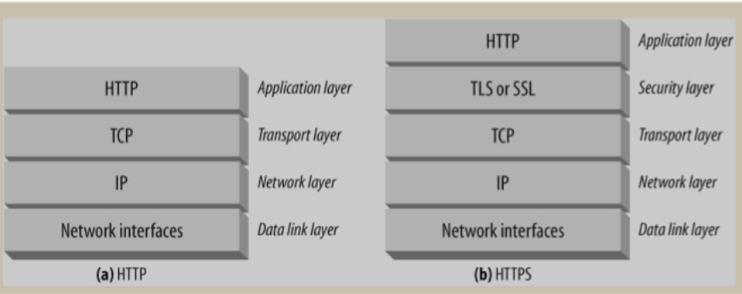 HTTP
Application layer
TCP
Transport layer
IP
Network layer
Network interfaces
Data link layer
(a) HTTP
HTTP
Application layer
TLS or SSL
Security layer
TCP
Transport layer
IP
Network layer
Network interfaces
Data link layer
(b) HTTPS